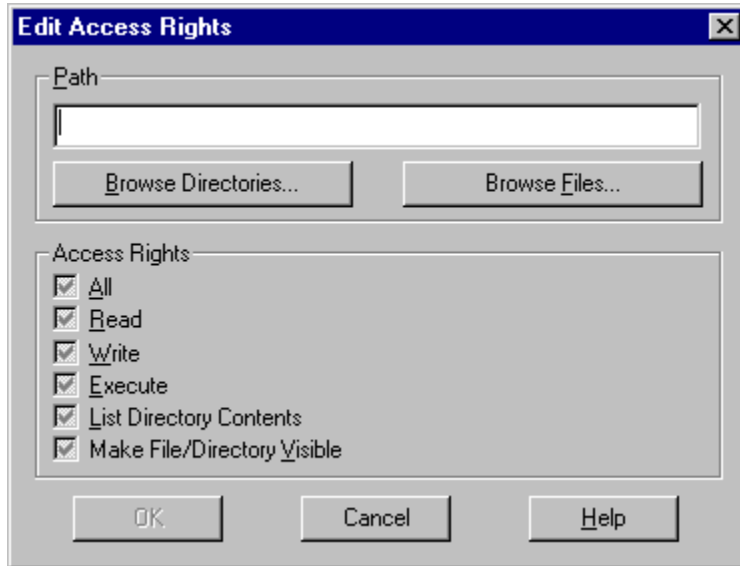 Edit Access Rights
Path
Browse Directories... Browse Files...
Access Rights
All
Read
Write
Execute
List Directory Contents
Make File/Directory Visible
OK Cancel Help